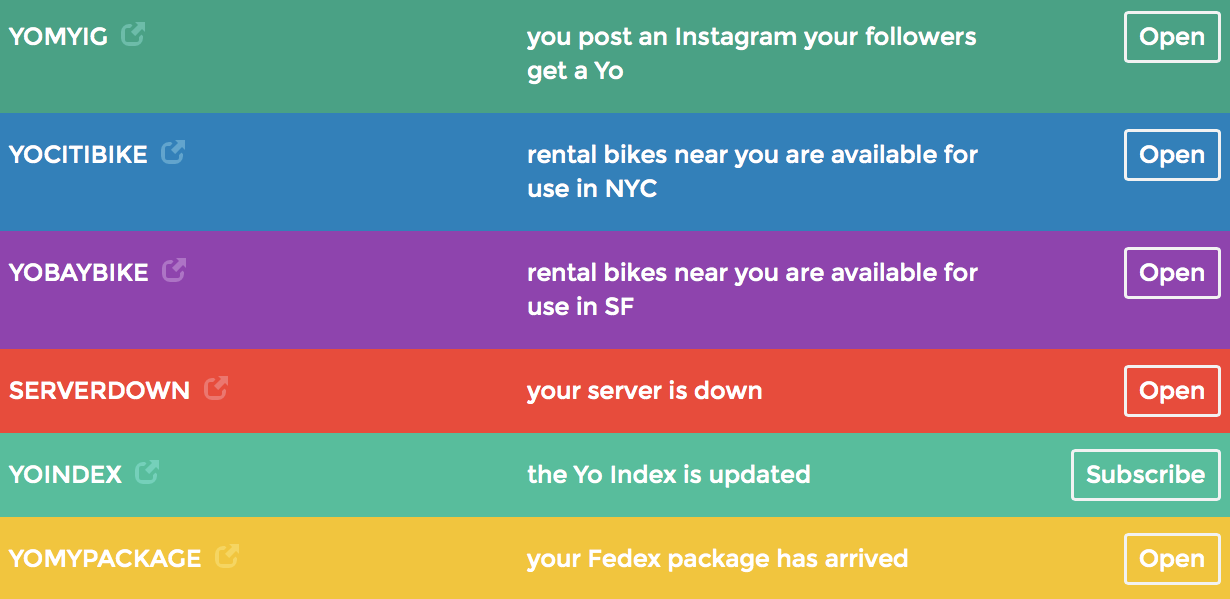 YOMYIG
you post an Instagram your followers
get a Yo
Open
YOCITIBIKE
rental bikes near you are available for
use in NYC
Open
YOBAYBIKE
rental bikes near you are available for
use in SF
Open
SERVERDOWN
your server is down
Open
YOINDEX
the Yo Index is updated
Subscribe
YOMYPACKAGE
your Fedex package has arrived
Open